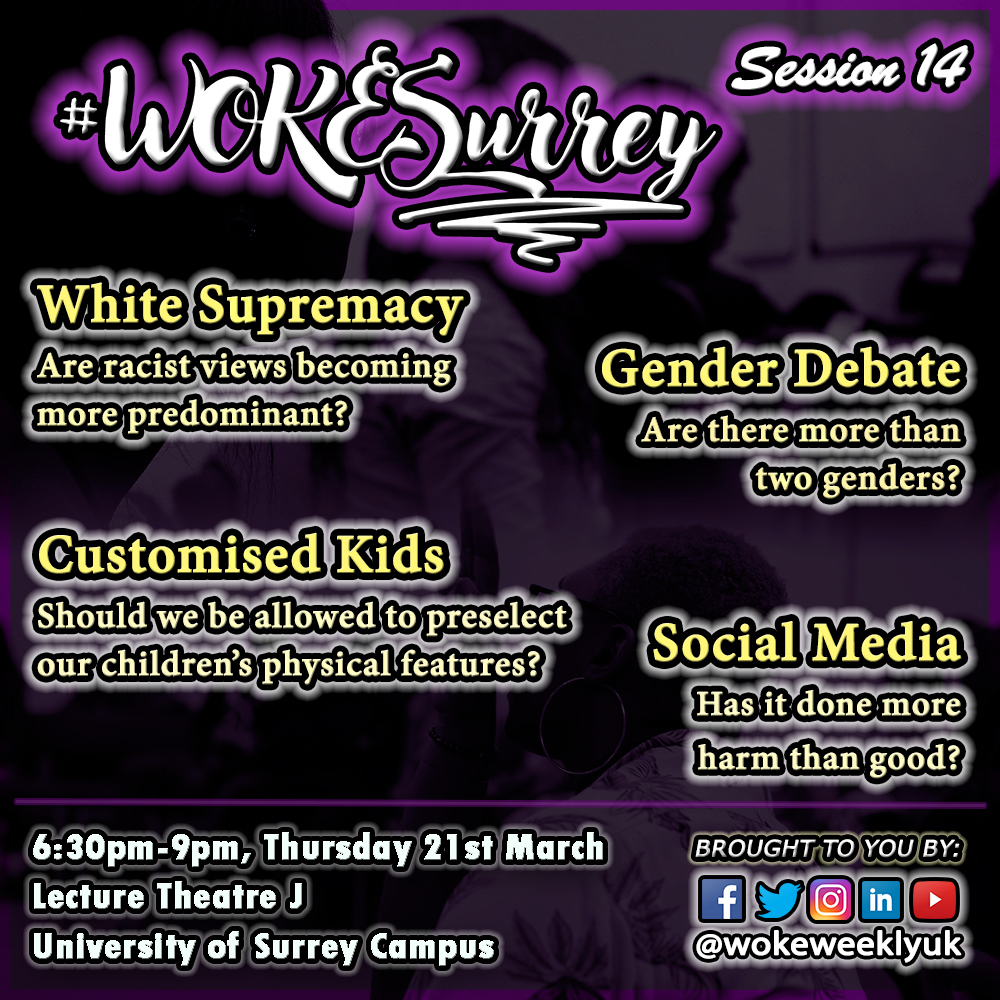 #WOKESurrey
Session 14
White Supremacy
Are racist views becoming
more predominant?
Gender Debate
Are there more than
two genders?
Customised Kids
Should we be allowed to preselect
our children's physical features?
Social Media
Has it done more
harm than good?
6:30pm-9pm, Thursday 21st March
Lecture Theatre J
University of Surrey Campus
BROUGHT TO YOU BY:
@wokeweeklyuk